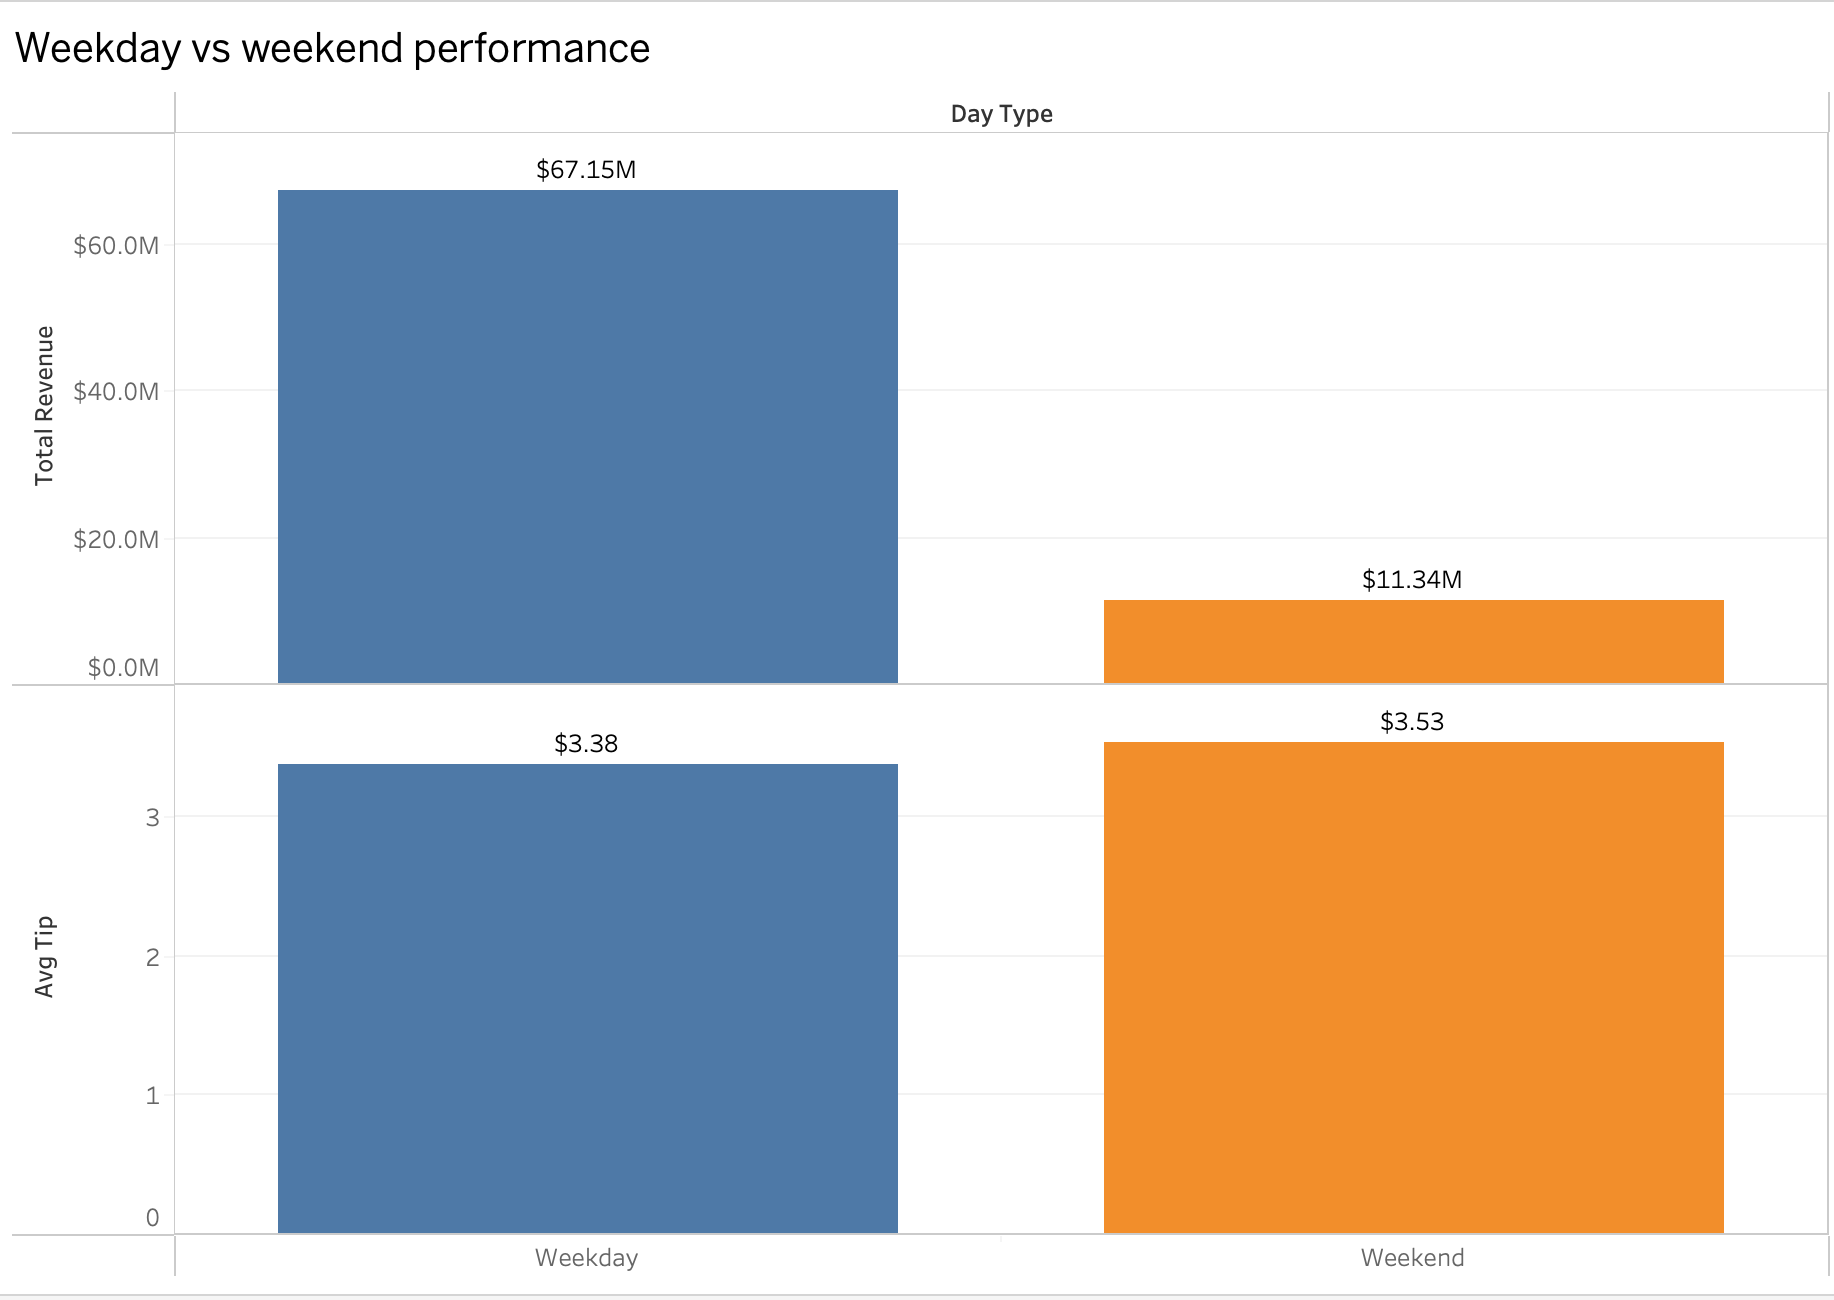 Weekday vs weekend performance
Day Type
$67.15M
$60.0M
$40.0M
$20.0M
$11.34M
$0.0M
Total Revenue
$3.53
$3.38
3
2
1
0
Avg Tip
Weekday
Weekend